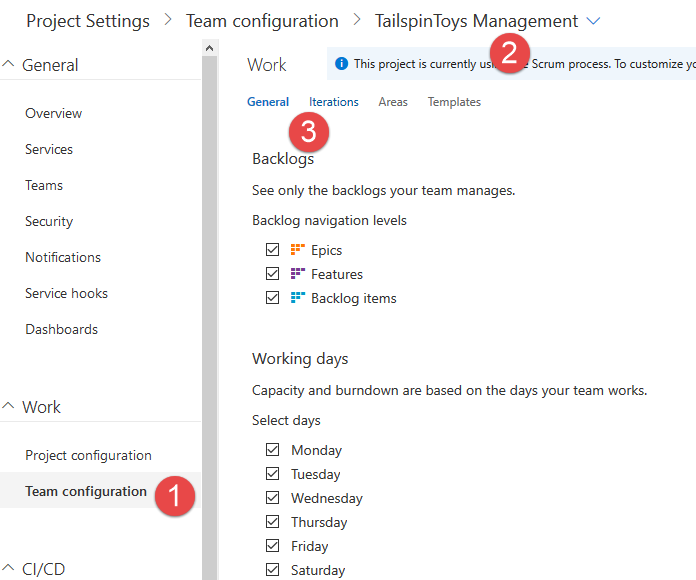 Project Settings > Team configuration > TailspinToys Management
General
Overview
Services
Teams
Security
Notifications
Service hooks
Dashboards
Work
Project configuration
Team configuration
1
CI/CD
Work
This project is currently Scrum process. To customize
2
General Iterations Areas Templates
3
Backlogs
See only the backlogs your team manages.
Backlog navigation levels
Epics
Features
Backlog items
Working days
Capacity and burndown are based on the days your team works.
Select days
Monday
Tuesday
Wednesday
Thursday
Friday
Saturday